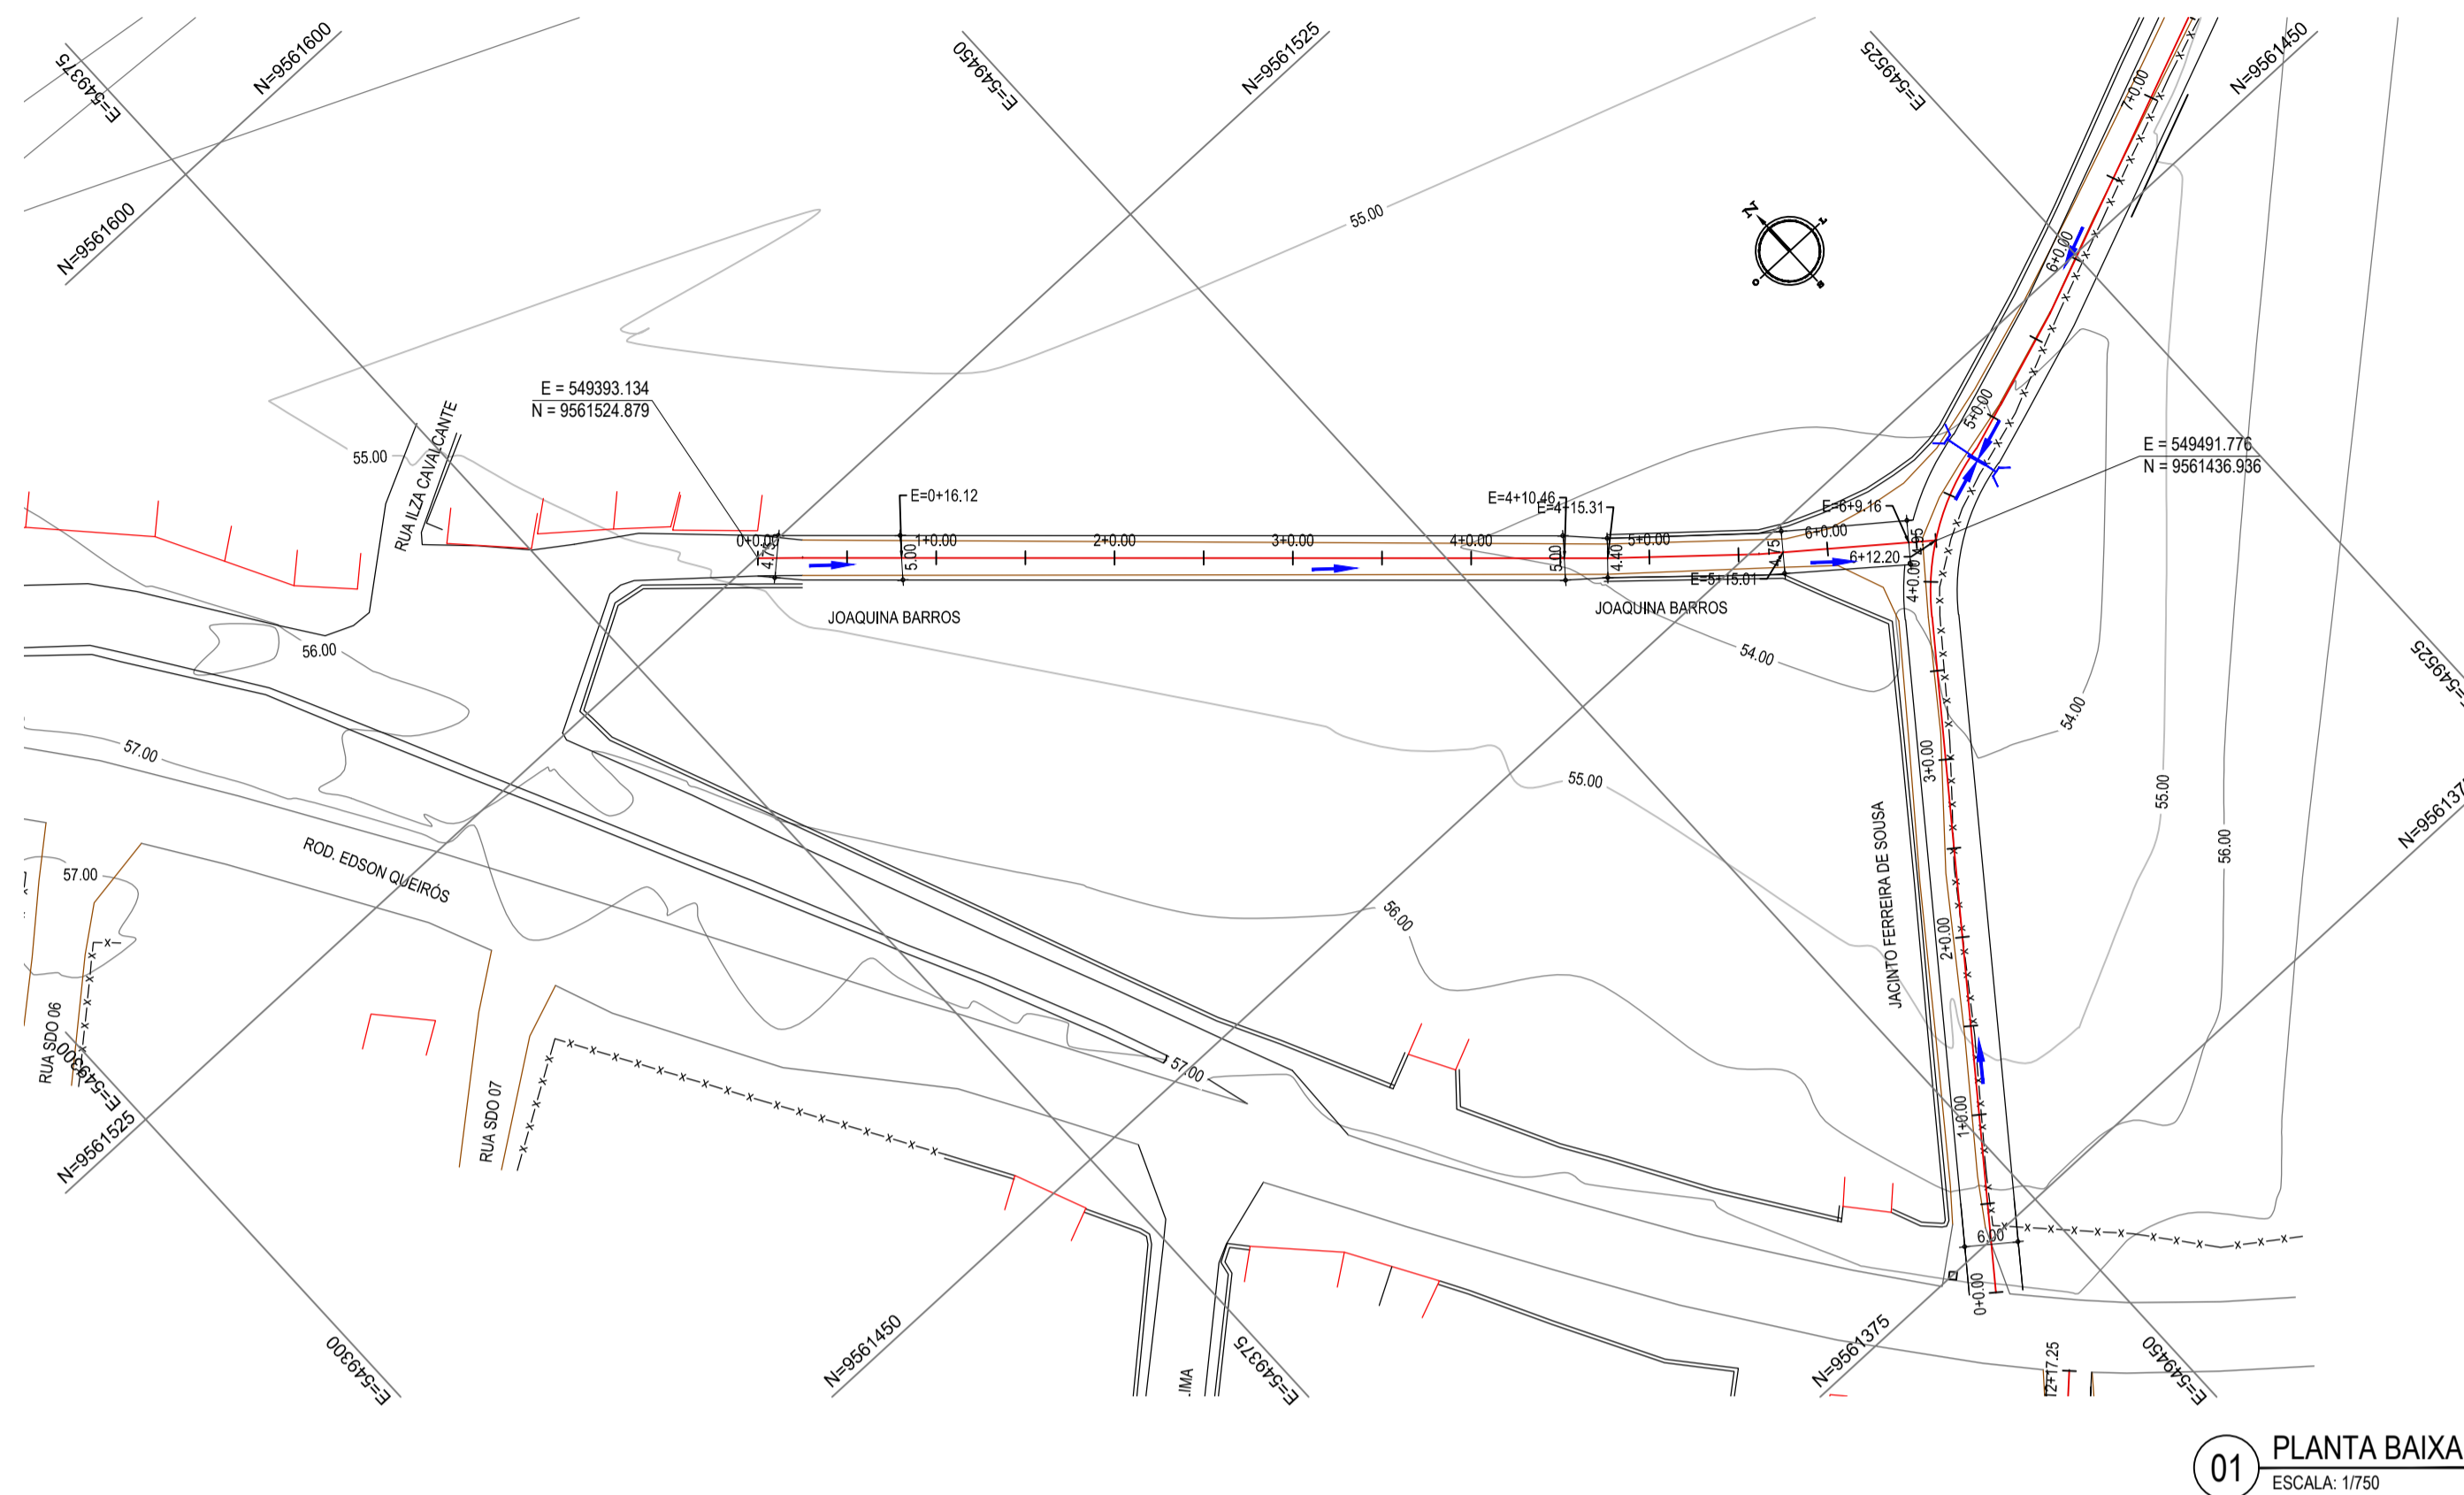 E=549375
N=9561600
E=549450
N=9561525
E=549525
N=9561450
N=9561600
55.00
N
7+0.00
6+0.00
E = 549393.134
N = 9561524.879
55.00
RUA ILZA CAVALCANTE
5+0.00
E = 549491.776
N = 9561436.936
E=0+16.12
E=4+10.46
E=4+15.31
E=6+9.16
0+0.00
4.75
5.00
1+0.00
2+0.00
3+0.00
4+0.00
5.00
4.40
5+0.00
4.75
6+0.00
4.95
6+12.20
E=5+15.01
4+0.00
JOAQUINA BARROS
JOAQUINA BARROS
56.00
54.00
E=549525
54.00
57.00
55.00
3+0.00
55.00
N=956137
56.00
ROD. EDSON QUEIRÓS
57.00
JACINTO FERREIRA DE SOUSA
56.00
2+0.00
RUA SDO 06
E=549300
57.00
RUA SDO 07
N=9561525
1+0.00
6.00
0+0.00
E=549300
N=9561450
E=549375
IMA
N=9561375
12+17.25
E=549450
01
PLANTA BAIXA
ESCALA: 1/750